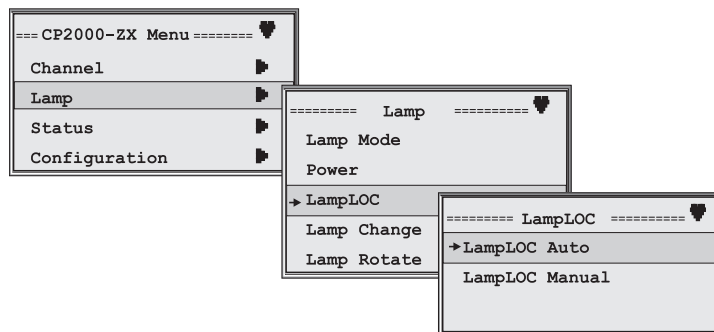 === CP2000-ZX Menu ========
Channel
Lamp
Status
Configuration
========= Lamp ==========
Lamp Mode
Power
LampLOC
Lamp Change
Lamp Rotate
========= LampLOC ==========
LampLOC Auto
LampLOC Manual